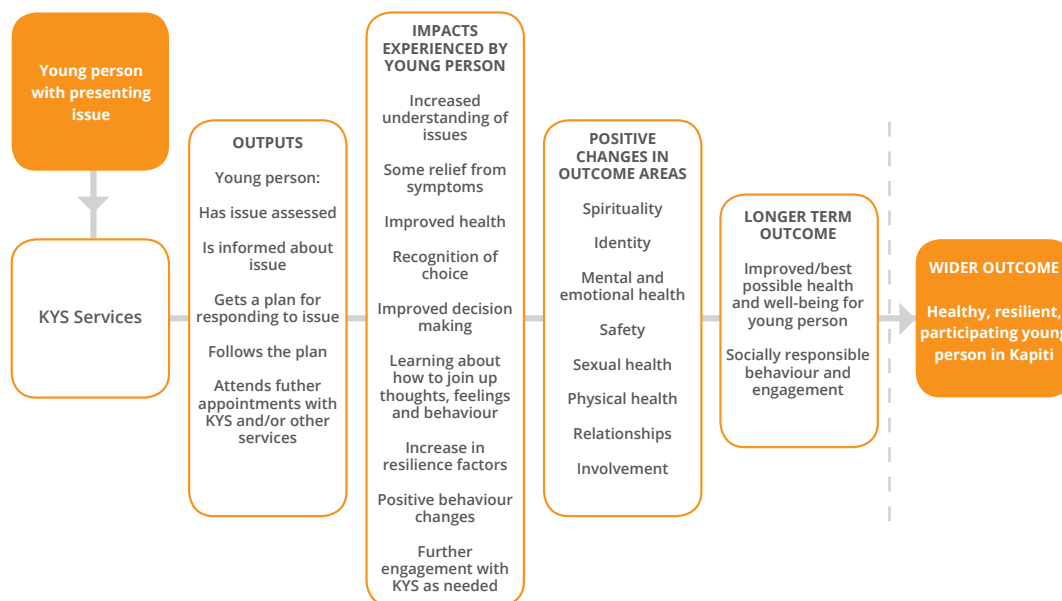 Young person
with presenting
issue
KYS Services
OUTPUTS
Young person:
Has issue assessed
Is informed about
issue
Gets a plan for
responding to issue
Follows the plan
Attends futher
appointments with
KYS and/or other
services
IMPACTS
EXPERIENCED BY
YOUNG PERSON
Increased
understanding of
issues
Some relief from
symptoms
Improved health
Recognition of
choice
Improved decision
making
Learning about
how to join up
thoughts, feelings
and behaviour
Increase in
resilience factors
Positive behaviour
changes
Further
engagement with
KYS as needed
POSITIVE
CHANGES IN
OUTCOME AREAS
Spirituality
Identity
Mental and
emotional health
Safety
Sexual health
Physical health
Relationships
Involvement
LONGER TERM
OUTCOME
Improved/best
possible health
and well-being for
young person
Socially responsible
behaviour and
engagement
WIDER OUTCOME
Healthy, resilient,
participating young
person in Kapiti